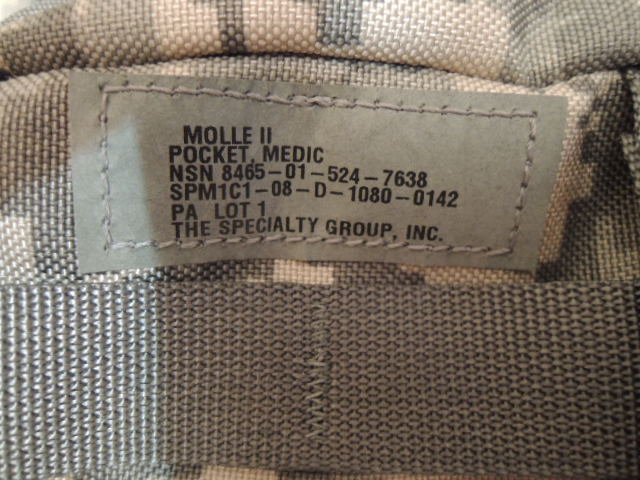 MOLLE II
POCKET, MEDIC
NSN 8465-01-524-7638
SPM1C1-08-D-1080-0142
PA LOT 1
THE SPECIALTY GROUP, INC.